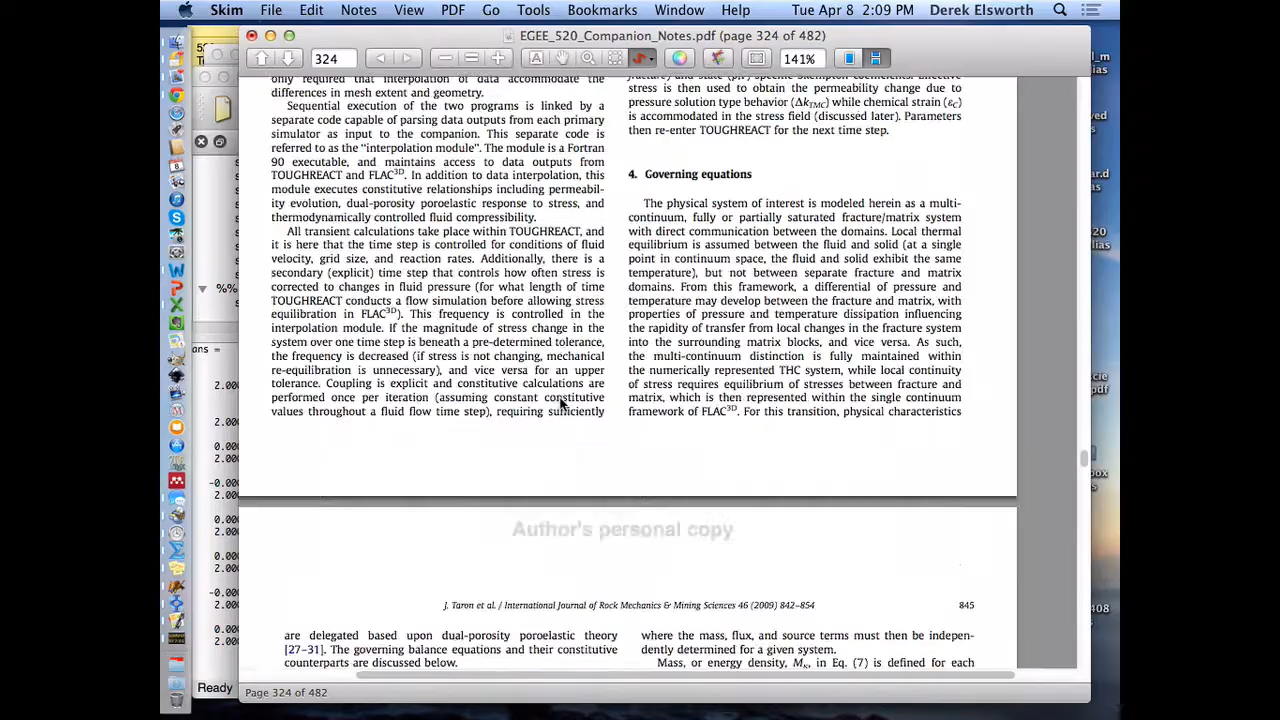 Skim File Edit Notes View PDF Go Tools Bookmarks Window Help Tue Apr 8 2:09 PM Derek Elsworth
EGEE_520_Companion_Notes.pdf (page 324 of 482)
324
141%
only required that interpolation of data accommodate the
differences in mesh extent and geometry.
Sequential execution of the two programs is linked by a
separate code capable of parsing data outputs from each primary
simulator as input to the companion. This separate code is
referred to as the “interpolation module”. The module is a Fortran
90 executable, and maintains access to data outputs from
TOUGHREACT and FLAC3D. In addition to data interpolation, this
module executes constitutive relationships including permeabil-
ity evolution, dual-porosity poroelastic response to stress, and
thermodynamically controlled fluid compressibility.
All transient calculations take place within TOUGHREACT, and
it is here that the time step is controlled for conditions of fluid
velocity, grid size, and reaction rates. Additionally, there is a
secondary (explicit) time step that controls how often stress is
corrected to changes in fluid pressure (for what length of time
TOUGHREACT conducts a flow simulation before allowing stress
equilibration in FLAC3D). This frequency is controlled in the
interpolation module. If the magnitude of stress change in the
system over one time step is beneath a pre-determined tolerance,
the frequency is decreased (if stress is not changing, mechanical
re-equilibration is unnecessary), and vice versa for an upper
tolerance. Coupling is explicit and constitutive calculations are
performed once per iteration (assuming constant constitutive
values throughout a fluid flow time step), requiring sufficiently
stress is then used to obtain the permeability change due to
pressure solution type behavior (ΔkTMC) while chemical strain (εC)
is accommodated in the stress field (discussed later). Parameters
then re-enter TOUGHREACT for the next time step.
4. Governing equations
The physical system of interest is modeled herein as a multi-
continuum, fully or partially saturated fracture/matrix system
with direct communication between the domains. Local thermal
equilibrium is assumed between the fluid and solid (at a single
point in continuum space, the fluid and solid exhibit the same
temperature), but not between separate fracture and matrix
domains. From this framework, a differential of pressure and
temperature may develop between the fracture and matrix, with
properties of pressure and temperature dissipation influencing
the rapidity of transfer from local changes in the fracture system
into the surrounding matrix blocks, and vice versa. As such,
the multi-continuum distinction is fully maintained within
the numerically represented THC system, while local continuity
of stress requires equilibrium of stresses between fracture and
matrix, which is then represented within the single continuum
framework of FLAC3D. For this transition, physical characteristics
Author's personal copy
J. Taron et al. / International Journal of Rock Mechanics & Mining Sciences 46 (2009) 842–854 845
are delegated based upon dual-porosity poroelastic theory
[27–31]. The governing balance equations and their constitutive
counterparts are discussed below.
where the mass, flux, and source terms must then be indepen-
dently determined for a given system.
Mass, or energy density, MK, in Eq. (7) is defined for each
Page 324 of 482
%%
ans =
Ready